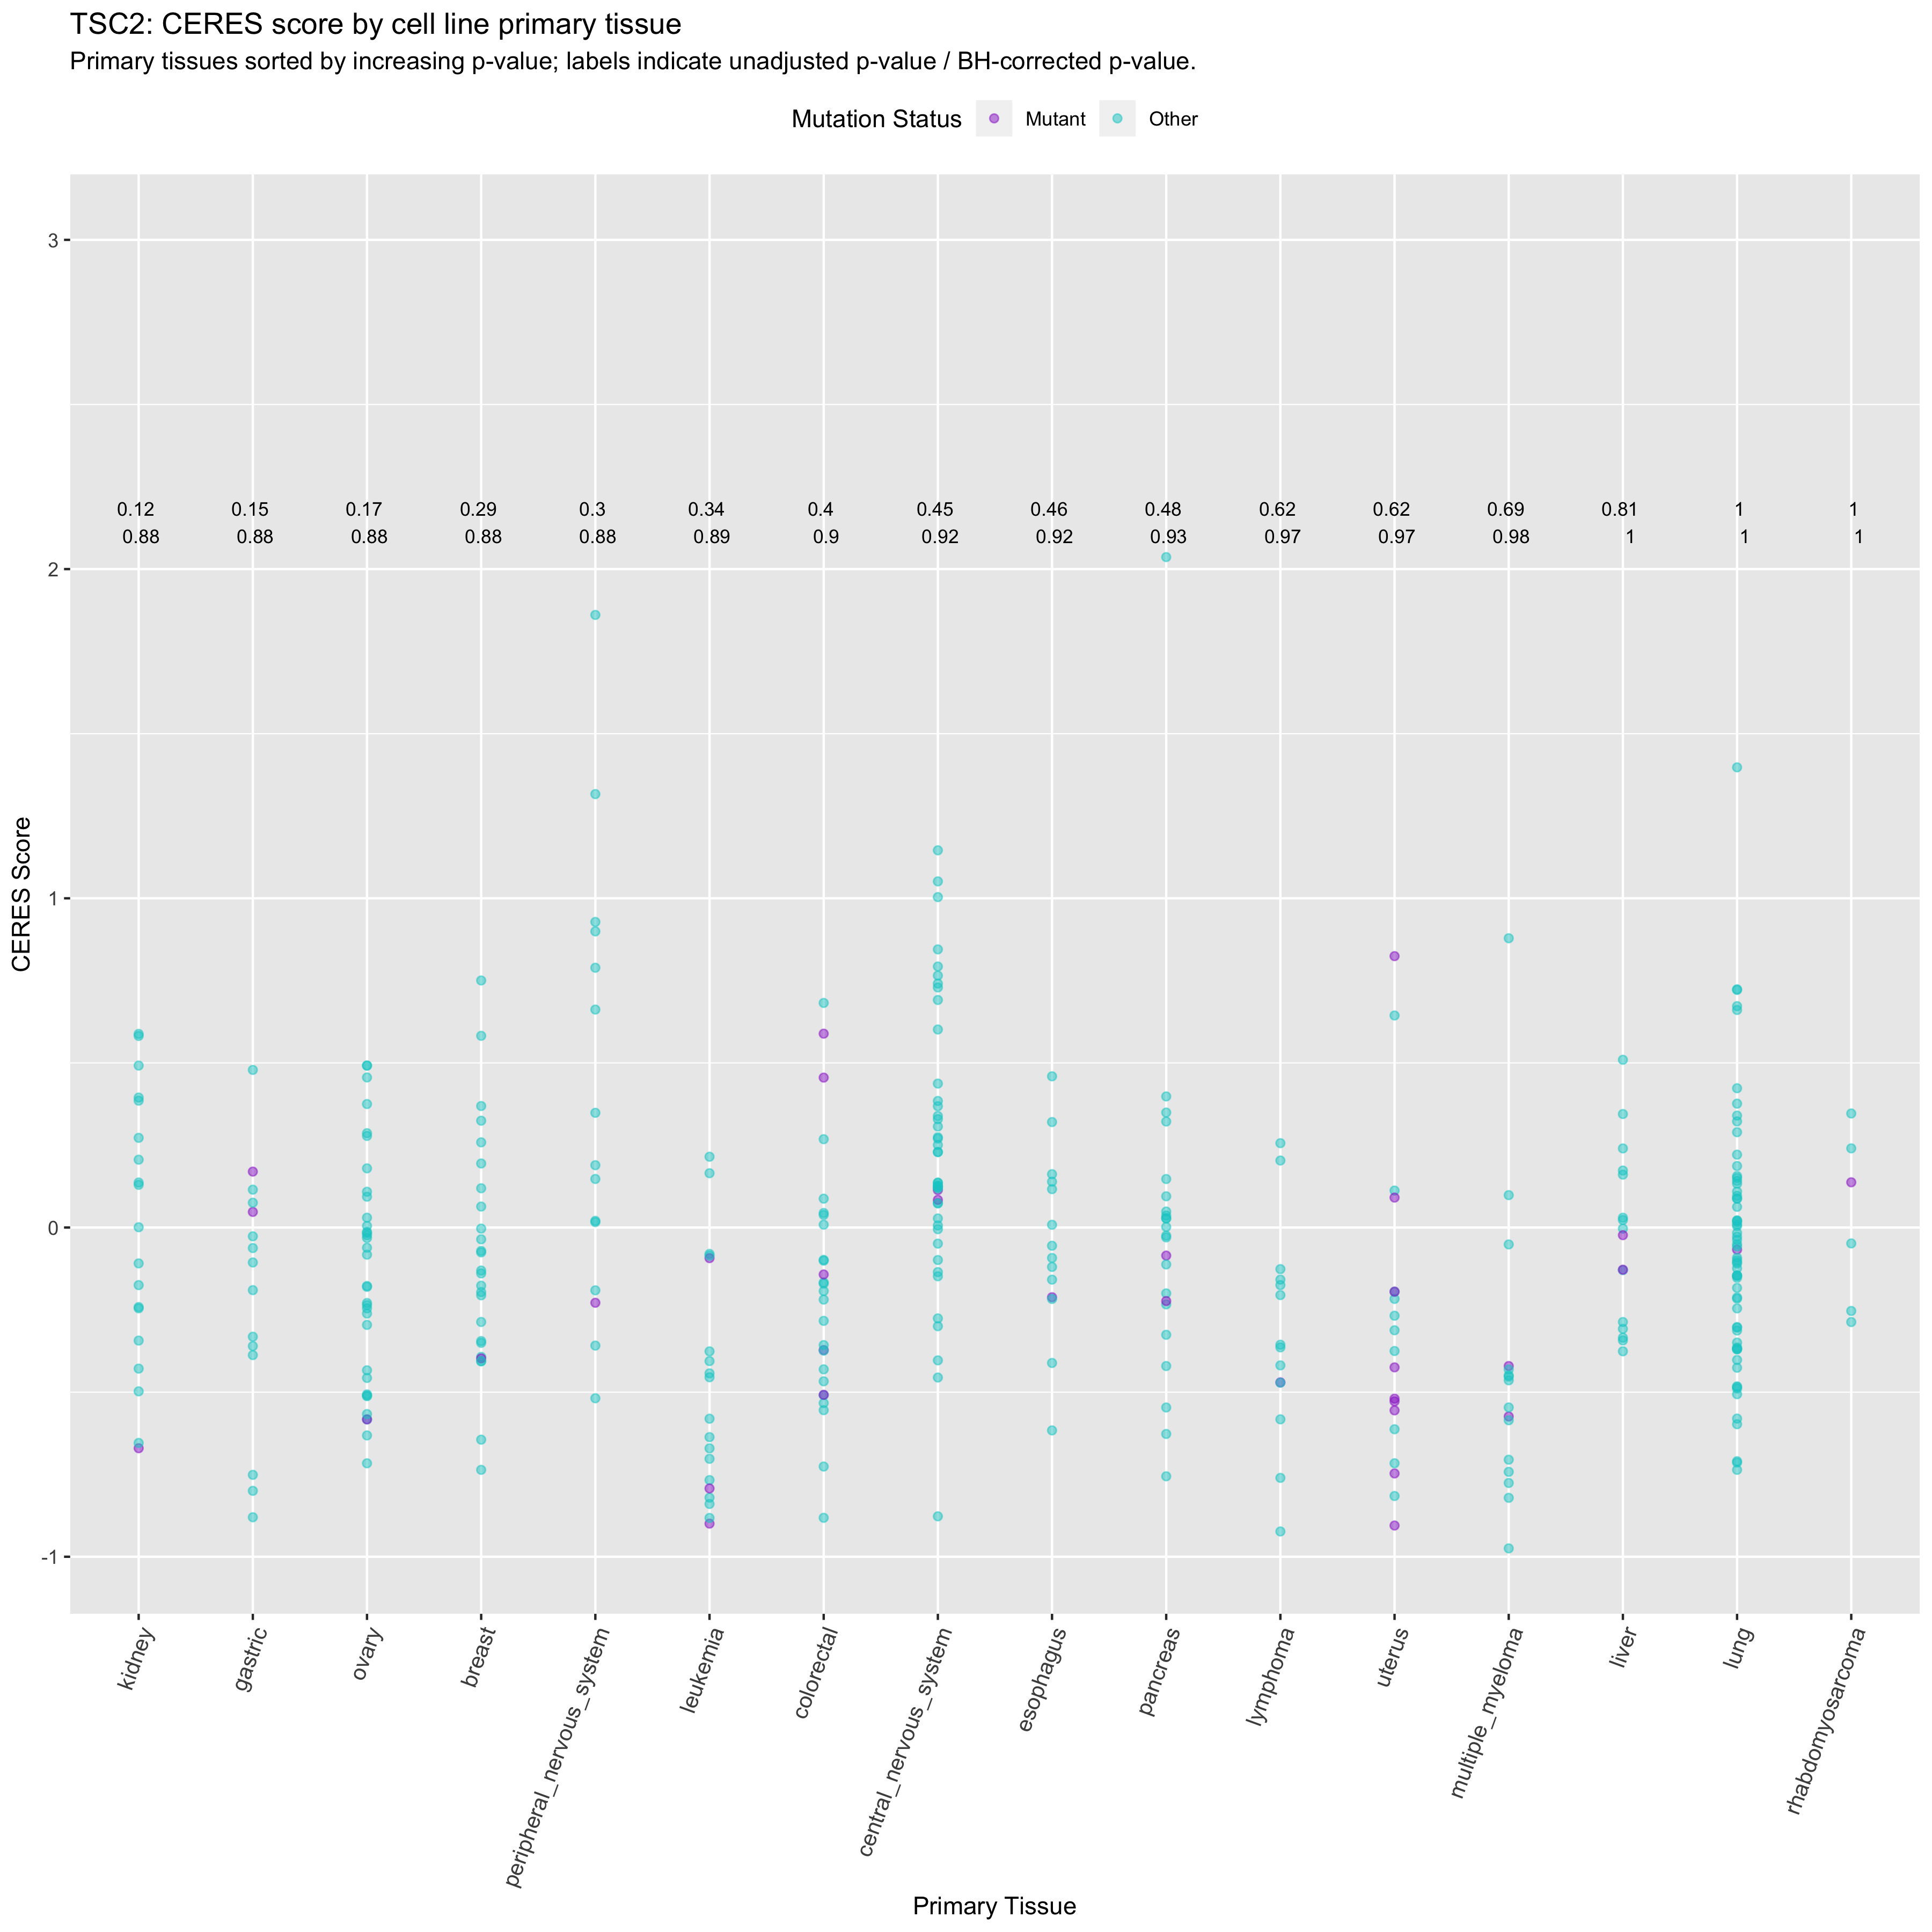 TSC2: CERES score by cell line primary tissue
Primary tissues sorted by increasing p-value; labels indicate unadjusted p-value / BH-corrected p-value.
Mutation Status Mutant Other
3
0.12 0.15 0.17 0.29 0.3 0.34 0.4 0.45 0.46 0.48 0.62 0.62 0.69 0.81 1 1
0.88 0.88 0.88 0.88 0.88 0.89 0.9 0.92 0.92 0.93 0.97 0.97 0.98 1 1 1
2
1
0
-1
CERES Score
kidney
gastric
ovary
breast
peripheral_nervous_system
leukemia
colorectal
central_nervous_system
esophagus
pancreas
lymphoma
uterus
multiple_myeloma
liver
lung
rhabdomyosarcoma
Primary Tissue